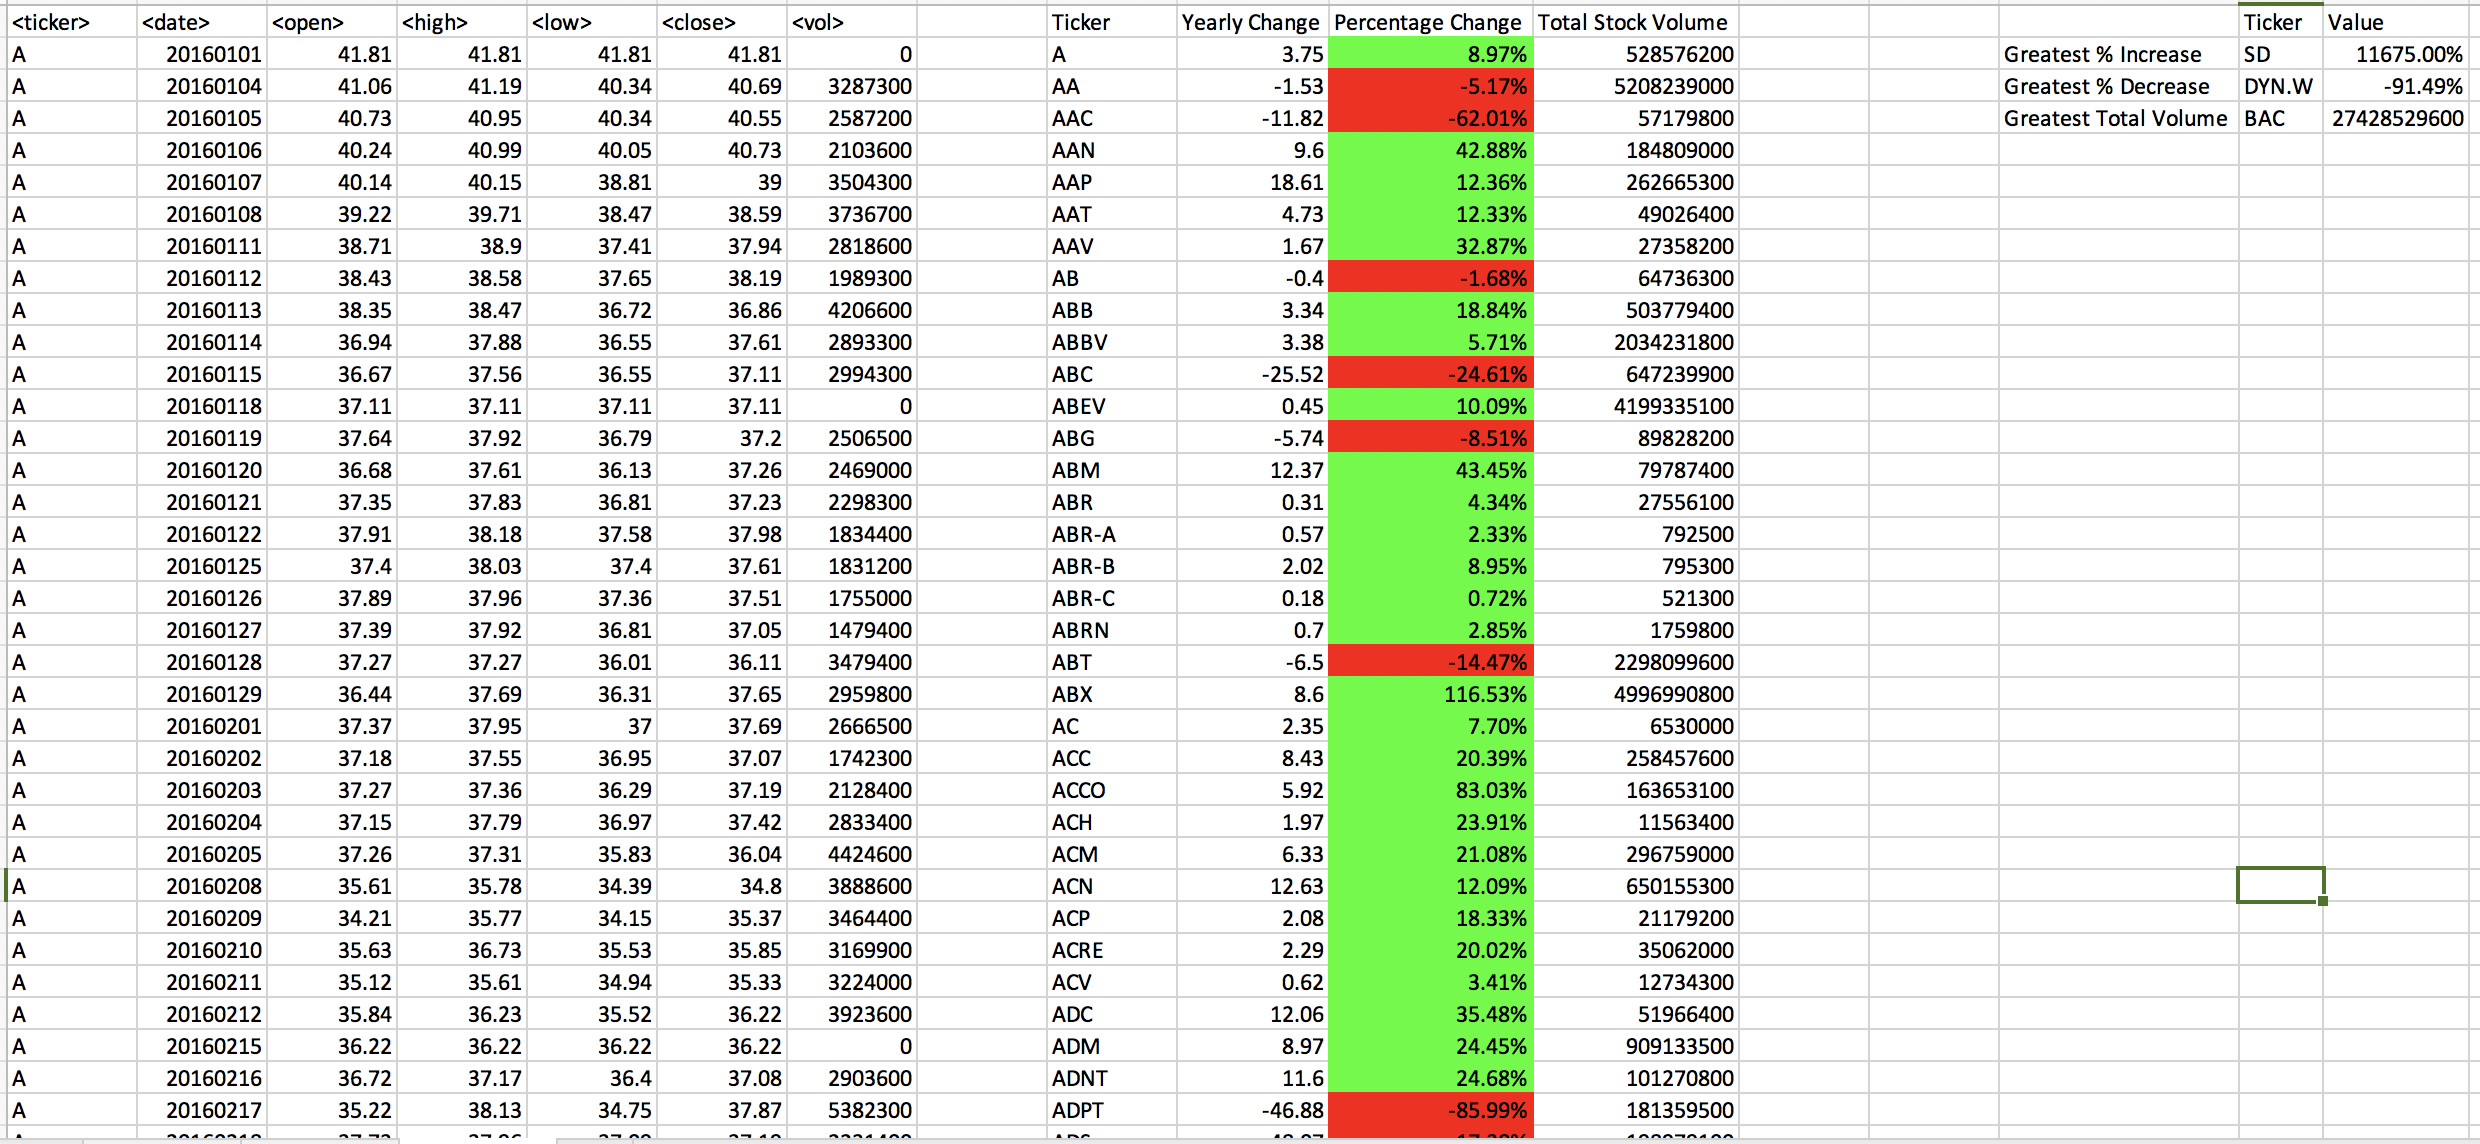 <ticker> <date> <open> <high> <low> <close> <vol> Ticker Yearly Change Percentage Change Total Stock Volume Ticker Value
A 20160101 41.81 41.81 41.81 41.81 0 A 3.75 8.97% 528576200 Greatest % Increase SD 11675.00%
A 20160104 41.06 41.19 40.34 40.69 3287300 AA -1.53 -5.17% 5208239000 Greatest % Decrease DYN.W -91.49%
A 20160105 40.73 40.95 40.34 40.55 2587200 AAC -11.82 -62.01% 57179800 Greatest Total Volume BAC 27428529600
A 20160106 40.24 40.99 40.05 40.73 2103600 AAN 9.6 42.88% 184809000
A 20160107 40.14 40.15 38.81 39 3504300 AAP 18.61 12.36% 262665300
A 20160108 39.22 39.71 38.47 38.59 3736700 AAT 4.73 12.33% 49026400
A 20160111 38.71 38.9 37.41 37.94 2818600 AAV 1.67 32.87% 27358200
A 20160112 38.43 38.58 37.65 38.19 1989300 AB -0.4 -1.68% 64736300
A 20160113 38.35 38.47 36.72 36.86 4206600 ABB 3.34 18.84% 503779400
A 20160114 36.94 37.88 36.55 37.61 2893300 ABBV 3.38 5.71% 2034231800
A 20160115 36.67 37.56 36.55 37.11 2994300 ABC -25.52 -24.61% 647239900
A 20160118 37.11 37.11 37.11 37.11 0 ABEV 0.45 10.09% 4199335100
A 20160119 37.64 37.92 36.79 37.2 2506500 ABG -5.74 -8.51% 89828200
A 20160120 36.68 37.61 36.13 37.26 2469000 ABM 12.37 43.45% 79787400
A 20160121 37.35 37.83 36.81 37.23 2298300 ABR 0.31 4.34% 27556100
A 20160122 37.91 38.18 37.58 37.98 1834400 ABR-A 0.57 2.33% 792500
A 20160125 37.4 38.03 37.4 37.61 1831200 ABR-B 2.02 8.95% 795300
A 20160126 37.89 37.96 37.36 37.51 1755000 ABR-C 0.18 0.72% 521300
A 20160127 37.39 37.92 36.81 37.05 1479400 ABRN 0.7 2.85% 1759800
A 20160128 37.27 37.27 36.01 36.11 3479400 ABT -6.5 -14.47% 2298099600
A 20160129 36.44 37.69 36.31 37.65 2959800 ABX 8.6 116.53% 4996990800
A 20160201 37.37 37.95 37 37.69 2666500 AC 2.35 7.70% 6530000
A 20160202 37.18 37.55 36.95 37.07 1742300 ACC 8.43 20.39% 258457600
A 20160203 37.27 37.36 36.29 37.19 2128400 ACCO 5.92 83.03% 163653100
A 20160204 37.15 37.79 36.97 37.42 2833400 ACH 1.97 23.91% 11563400
A 20160205 37.26 37.31 35.83 36.04 4424600 ACM 6.33 21.08% 296759000
A 20160208 35.61 35.78 34.39 34.8 3888600 ACN 12.63 12.09% 650155300
A 20160209 34.21 35.77 34.15 35.37 3464400 ACP 2.08 18.33% 21179200
A 20160210 35.63 36.73 35.53 35.85 3169900 ACRE 2.29 20.02% 35062000
A 20160211 35.12 35.61 34.94 35.33 3224000 ACV 0.62 3.41% 12734300
A 20160212 35.84 36.23 35.52 36.22 3923600 ADC 12.06 35.48% 51966400
A 20160215 36.22 36.22 36.22 36.22 0 ADM 8.97 24.45% 909133500
A 20160216 36.72 37.17 36.4 37.08 2903600 ADNT 11.6 24.68% 101270800
A 20160217 35.22 38.13 34.75 37.87 5382300 ADPT -46.88 -85.99% 181359500